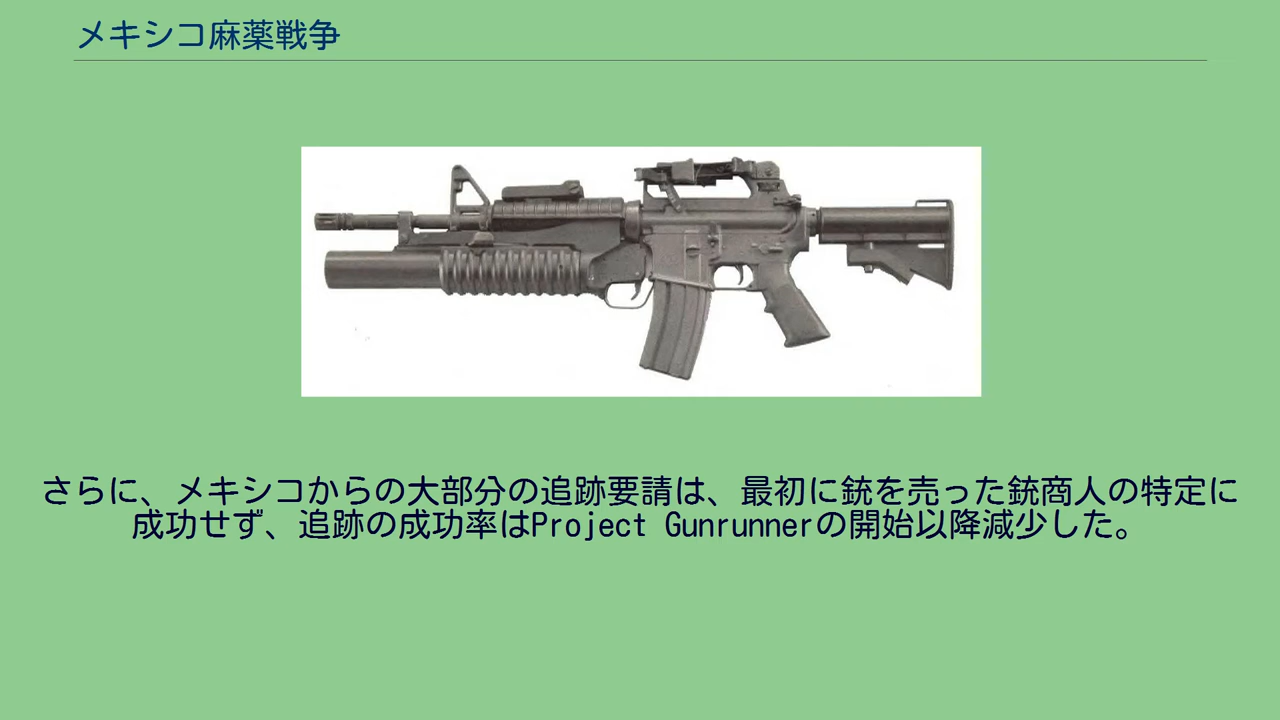 メキシコ麻薬戦争
さらに、メキシコからの大部分の追跡要請は、最初に銃を売った銃商人の特定に
成功せず、追跡の成功率はProject Gunrunnerの開始以降減少した。